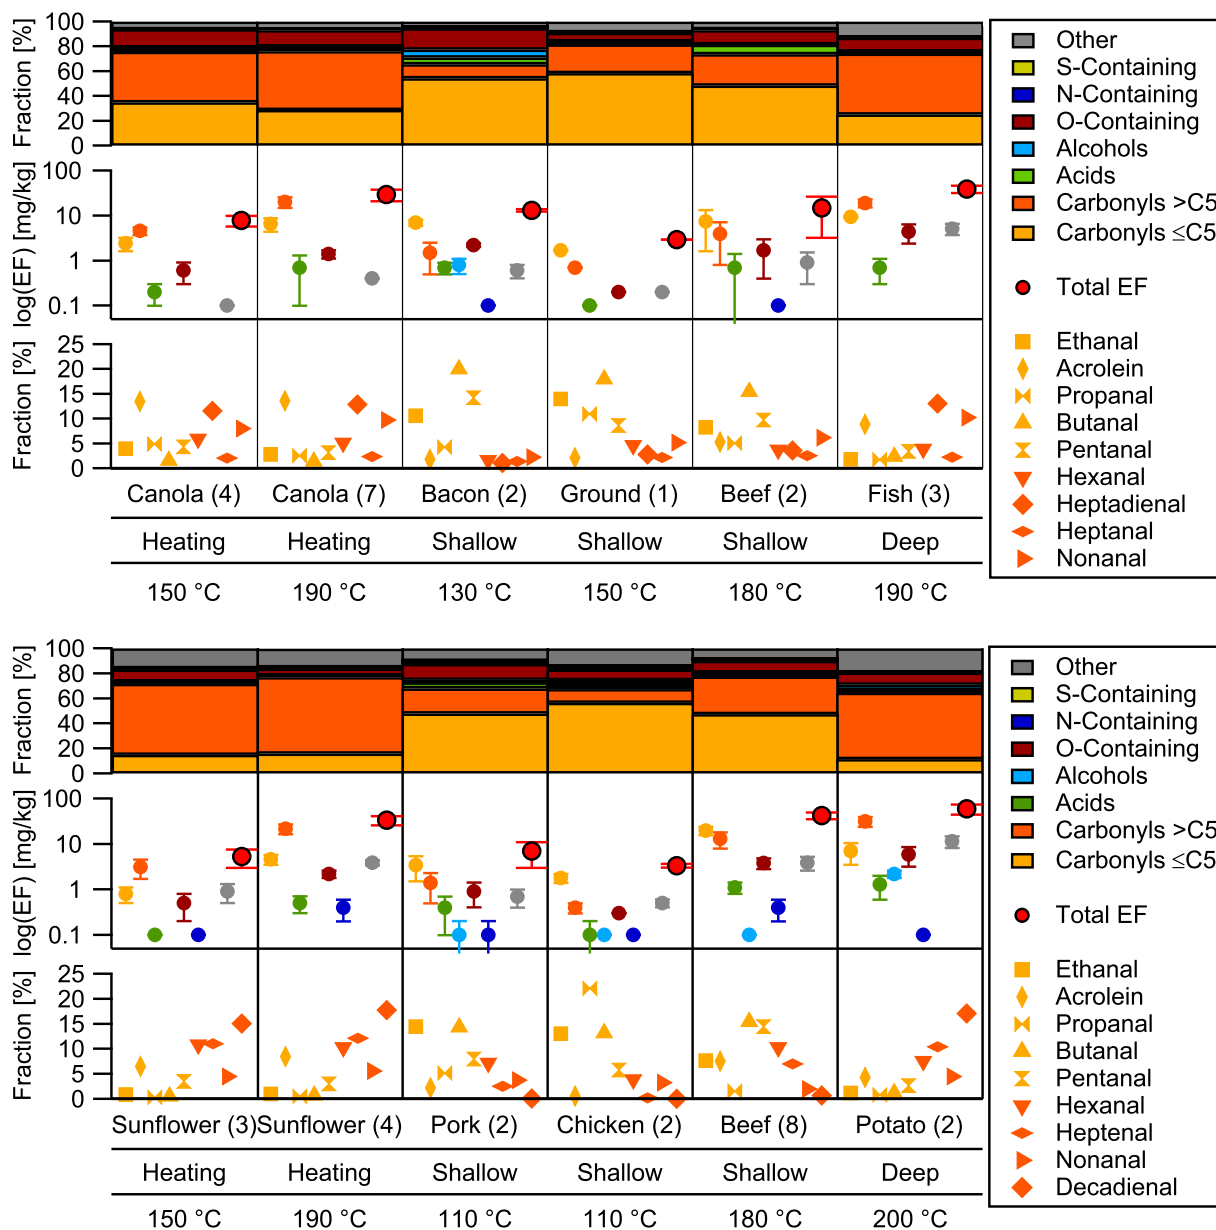 Fraction [%]
100
80
60
40
20
0
log(EF) [mg/kg]
100
10
1
0.1
Fraction [%]
25
20
15
10
5
0
Canola (4) Canola (7) Bacon (2) Ground (1) Beef (2) Fish (3)
Heating Heating Shallow Shallow Shallow Deep
150 °C 190 °C 130 °C 150 °C 180 °C 190 °C
Other
S-Containing
N-Containing
O-Containing
Alcohols
Acids
Carbonyls >C5
Carbonyls ≤C5
Total EF
Ethanal
Acrolein
Propanal
Butanal
Pentanal
Hexanal
Heptadienal
Heptanal
Nonanal
Fraction [%]
100
80
60
40
20
0
log(EF) [mg/kg]
100
10
1
0.1
Fraction [%]
25
20
15
10
5
0
Sunflower (3) Sunflower (4) Pork (2) Chicken (2) Beef (8) Potato (2)
Heating Heating Shallow Shallow Shallow Deep
150 °C 190 °C 110 °C 110 °C 180 °C 200 °C
Other
S-Containing
N-Containing
O-Containing
Alcohols
Acids
Carbonyls >C5
Carbonyls ≤C5
Total EF
Ethanal
Acrolein
Propanal
Butanal
Pentanal
Hexanal
Heptenal
Nonanal
Decadienal